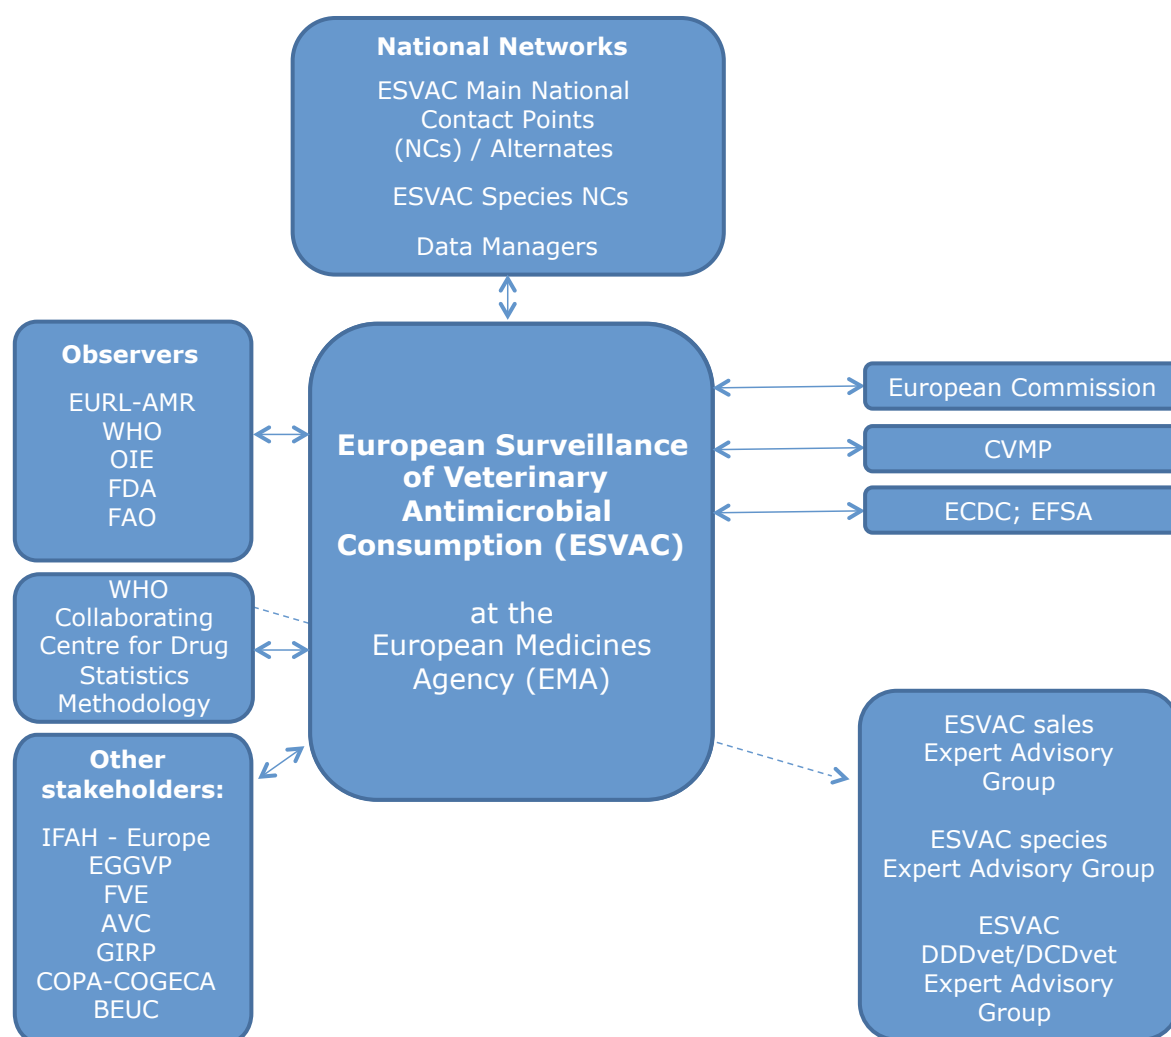 National Networks
ESVAC Main National
Contact Points
(NCs) / Alternates
ESVAC Species NCs
Data Managers
Observers
EURL-AMR
WHO
OIE
FDA
FAO
WHO
Collaborating
Centre for Drug
Statistics
Methodology
Other
stakeholders:
IFAH - Europe
EGGVP
FVE
AVC
GIRP
COPA-COGECA
BEUC
European Surveillance
of Veterinary
Antimicrobial
Consumption (ESVAC)
at the
European Medicines
Agency (EMA)
European Commission
CVMP
ECDC; EFSA
ESVAC sales
Expert Advisory
Group
ESVAC species
Expert Advisory Group
ESVAC
DDDvet/DCDvet
Expert Advisory
Group